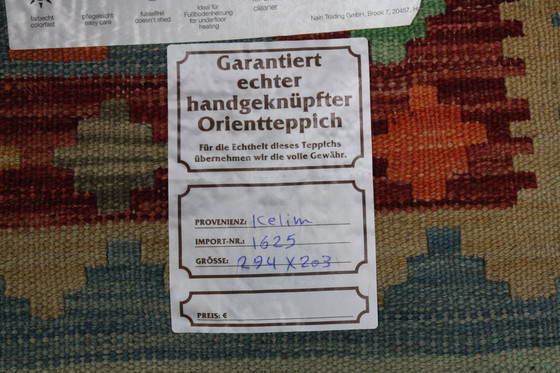 cleaner
farbecht
colorfast
pflegeleicht
easy care
fusselfrei
doesn't shed
Ideal für
Fußbodenheizung
for underfloor
heating
Nain Trading GmbH, Brook 7, 20457, H
Garantiert
echter
handgeknüpfter
Orientteppich
Für die Echtheit dieses Teppichs
übernehmen wir die volle Gewähr.
PROVENIENZ: Kelim
IMPORT-NR.: 1625
GRÖSSE: 294 x 203
PREIS: €